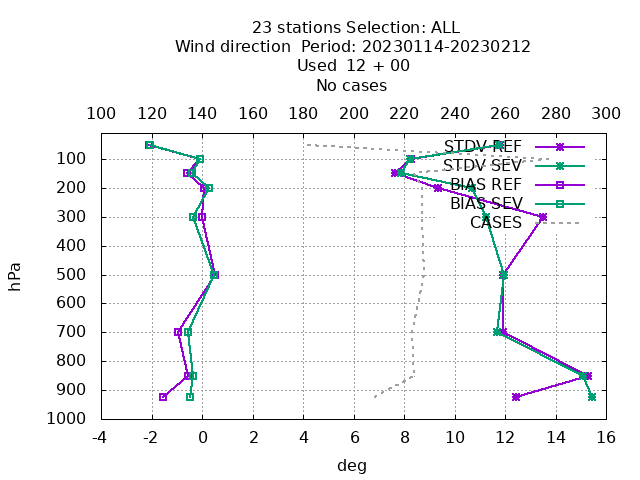 23 stations Selection: ALL
Wind direction  Period: 20230114-20230212
Used  12 + 00
No cases
100 120 140 160 180 200 220 240 260 280 300
STDV REF
STDV SEV
BIAS REF
BIAS SEV
CASES
hPa
100
200
300
400
500
600
700
800
900
1000
-4 -2 0 2 4 6 8 10 12 14 16
deg